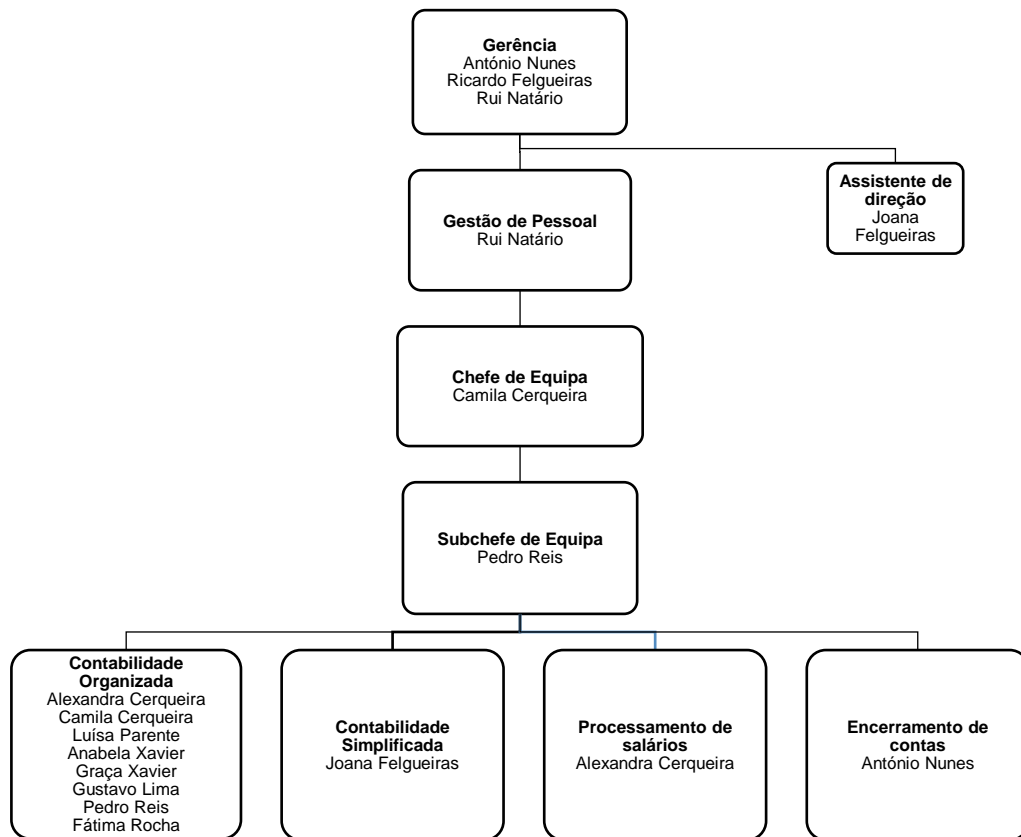 Gerência
António Nunes
Ricardo Felgueiras
Rui Natário
Assistente de
direção
Joana
Felgueiras
Gestão de Pessoal
Rui Natário
Chefe de Equipa
Camila Cerqueira
Subchefe de Equipa
Pedro Reis
Contabilidade
Organizada
Alexandra Cerqueira
Camila Cerqueira
Luísa Parente
Anabela Xavier
Graça Xavier
Gustavo Lima
Pedro Reis
Fátima Rocha
Contabilidade
Simplificada
Joana Felgueiras
Processamento de
salários
Alexandra Cerqueira
Encerramento de
contas
António Nunes